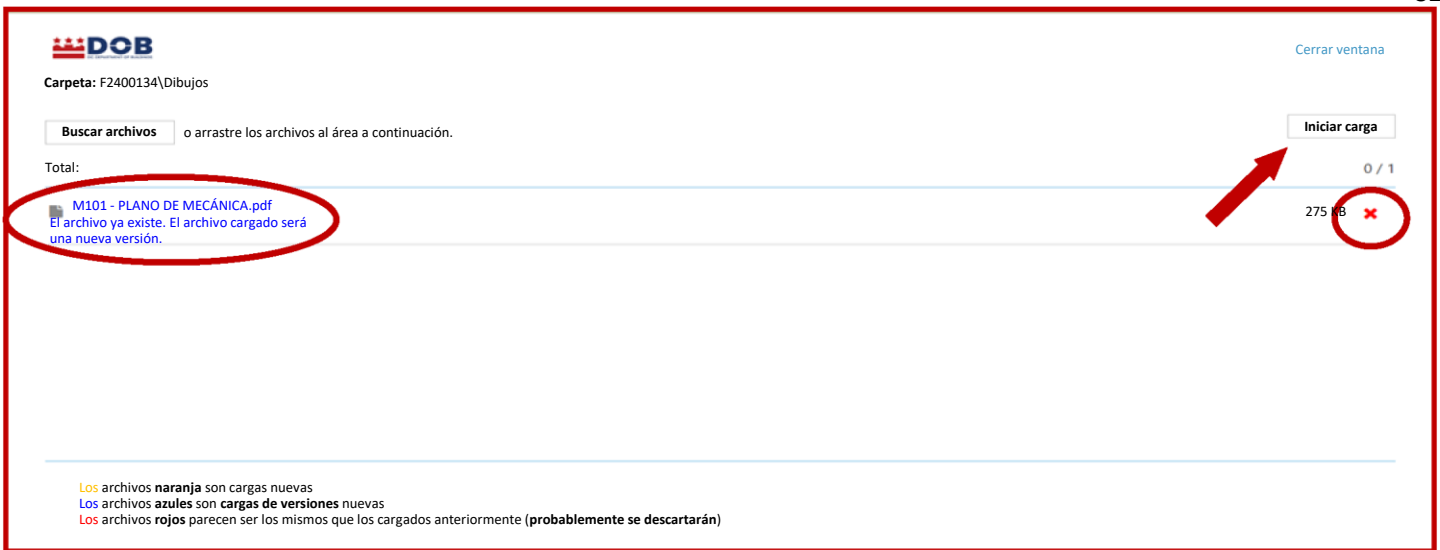 DOB
Cerrar ventana
Carpeta: F2400134\Dibujos
Buscar archivos o arrastre los archivos al área a continuación.
Iniciar carga
Total:
0 / 1
M101 - PLANO DE MECÁNICA.pdf
El archivo ya existe. El archivo cargado será
una nueva versión.
275 KB
Los archivos naranja son cargas nuevas
Los archivos azules son cargas de versiones nuevas
Los archivos rojos parecen ser los mismos que los cargados anteriormente (probablemente se descartarán)